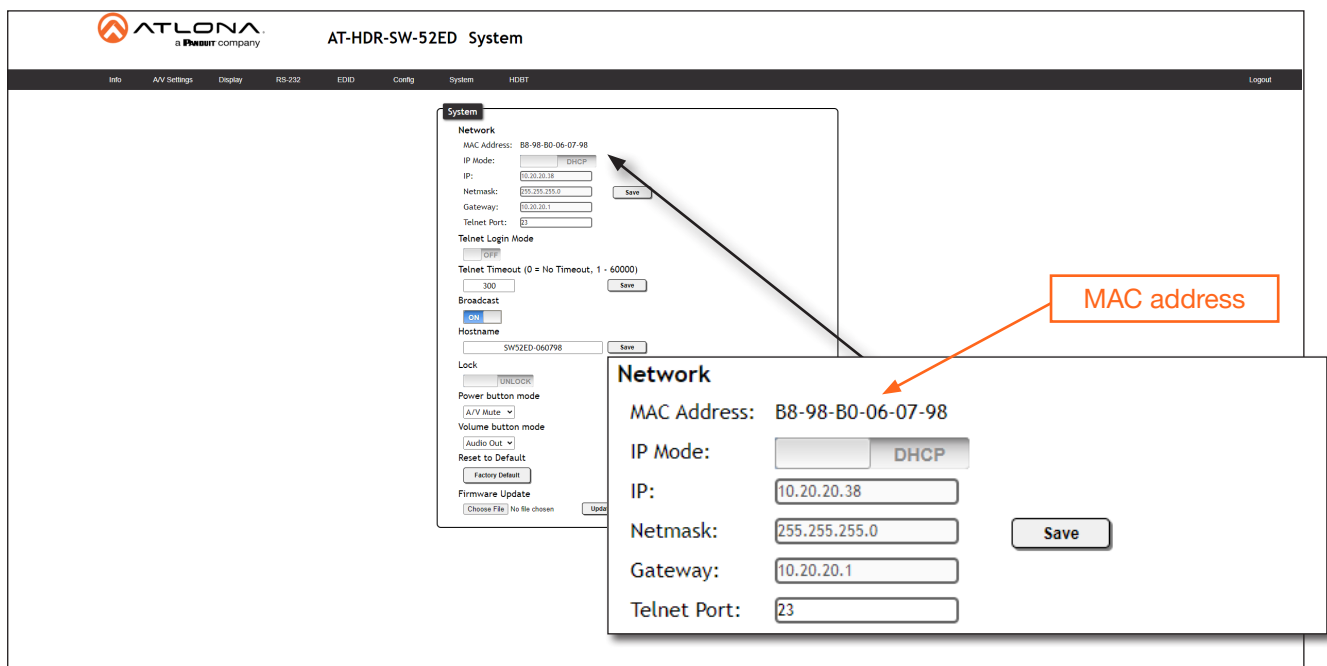 ATLONA.
a PANDUIT company
AT-HDR-SW-52ED System
Info A/V Settings Display RS-232 EDID Config System HDBT Logout
System
Network
MAC Address: B8-98-B0-06-07-98
IP Mode: DHCP
IP: 10.20.20.38
Netmask: 255.255.255.0 Save
Gateway: 10.20.20.1
Telnet Port: 23
Telnet Login Mode
OFF
Telnet Timeout (0 = No Timeout, 1 - 60000)
300 Save
Broadcast
ON
Hostname
SW52ED-060798 Save
Lock
UNLOCK
Power button mode
A/V Mute
Volume button mode
Audio Out
Reset to Default
Factory Default
Firmware Update
Choose File No file chosen Upda
MAC address
Network
MAC Address: B8-98-B0-06-07-98
IP Mode: DHCP
IP: 10.20.20.38
Netmask: 255.255.255.0 Save
Gateway: 10.20.20.1
Telnet Port: 23